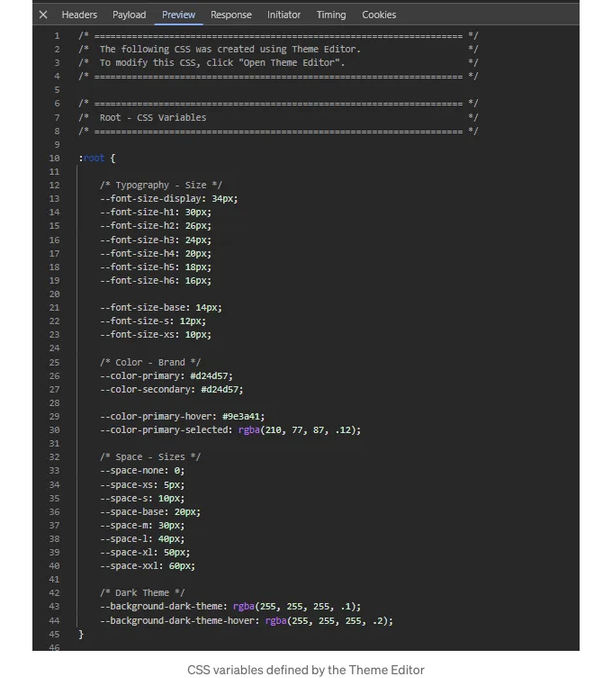 Headers Payload Preview Response Initiator Timing Cookies
1 /* ===================================================================== */
2 /* The following CSS was created using Theme Editor. */
3 /* To modify this CSS, click "Open Theme Editor". */
4 /* ===================================================================== */
5
6 /* ===================================================================== */
7 /* Root - CSS Variables */
8 /* ===================================================================== */
9
10 :root {
11
12 /* Typography - Size */
13 --font-size-display: 34px;
14 --font-size-h1: 30px;
15 --font-size-h2: 26px;
16 --font-size-h3: 24px;
17 --font-size-h4: 20px;
18 --font-size-h5: 18px;
19 --font-size-h6: 16px;
20
21 --font-size-base: 14px;
22 --font-size-s: 12px;
23 --font-size-xs: 10px;
24
25 /* Color - Brand */
26 --color-primary: #d24d57;
27 --color-secondary: #d24d57;
28
29 --color-primary-hover: #9e3a41;
30 --color-primary-selected: rgba(210, 77, 87, .12);
31
32 /* Space - Sizes */
33 --space-none: 0;
34 --space-xs: 5px;
35 --space-s: 10px;
36 --space-base: 20px;
37 --space-m: 30px;
38 --space-l: 40px;
39 --space-xl: 50px;
40 --space-xxl: 60px;
41
42 /* Dark Theme */
43 --background-dark-theme: rgba(255, 255, 255, .1);
44 --background-dark-theme-hover: rgba(255, 255, 255, .2);
45 }
46
CSS variables defined by the Theme Editor